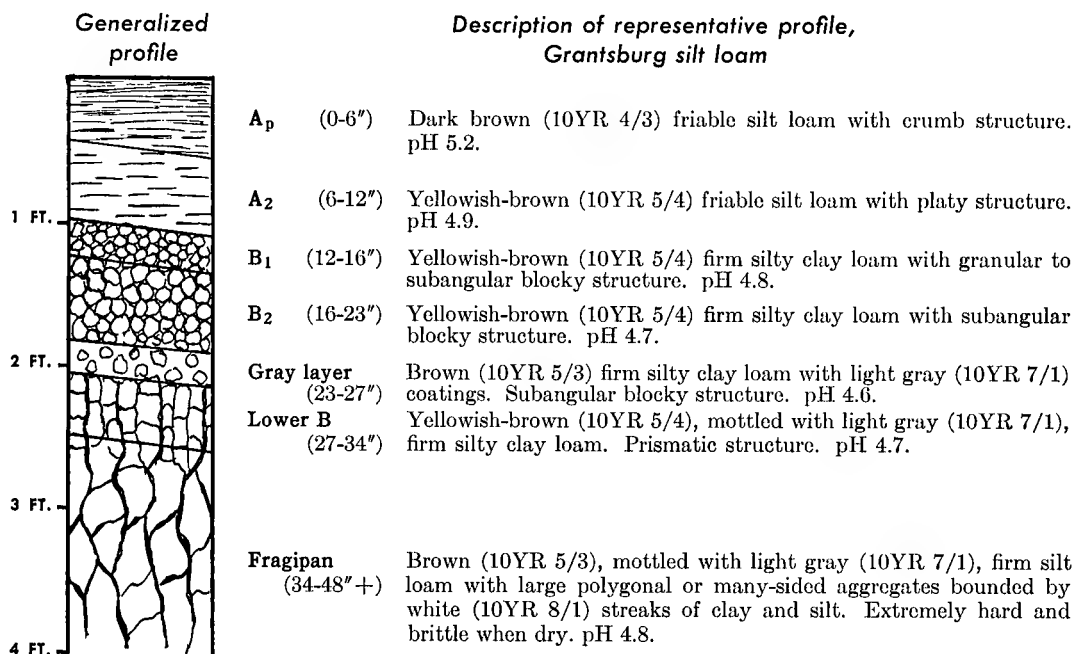 Generalized profile
Description of representative profile,
Grantsburg silt loam
1 FT.
2 FT.
3 FT.
4 FT.
Ap (0-6″) Dark brown (10YR 4/3) friable silt loam with crumb structure.
pH 5.2.
A2 (6-12″) Yellowish-brown (10YR 5/4) friable silt loam with platy structure.
pH 4.9.
B1 (12-16″) Yellowish-brown (10YR 5/4) firm silty clay loam with granular to
subangular blocky structure. pH 4.8.
B2 (16-23″) Yellowish-brown (10YR 5/4) firm silty clay loam with subangular
blocky structure. pH 4.7.
Gray layer Brown (10YR 5/3) firm silty clay loam with light gray (10YR 7/1)
(23-27″) coatings. Subangular blocky structure. pH 4.6.
Lower B Yellowish-brown (10YR 5/4), mottled with light gray (10YR 7/1),
(27-34″) firm silty clay loam. Prismatic structure. pH 4.7.
Fragipan Brown (10YR 5/3), mottled with light gray (10YR 7/1), firm silt
(34-48″+) loam with large polygonal or many-sided aggregates bounded by
white (10YR 8/1) streaks of clay and silt. Extremely hard and
brittle when dry. pH 4.8.